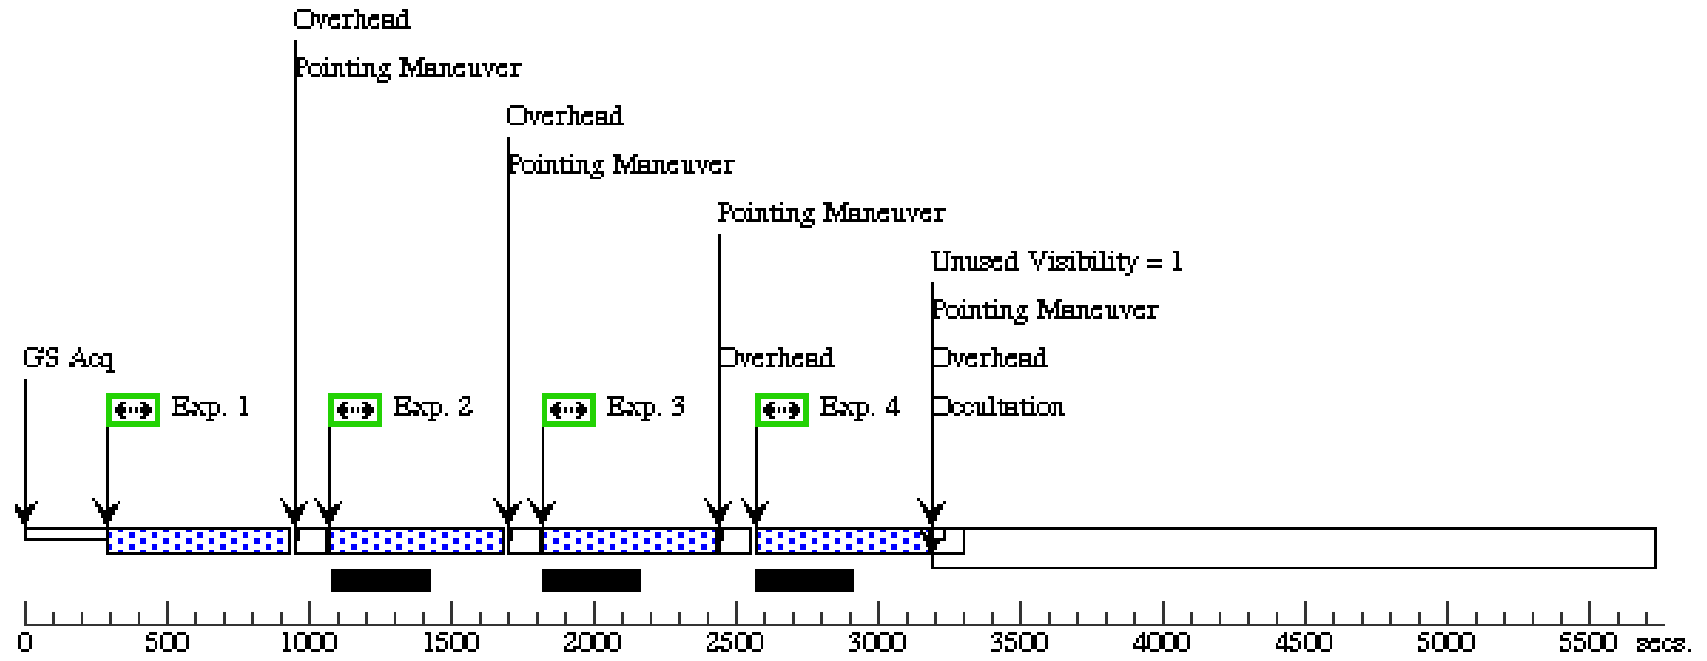 Overhead
Pointing Maneuver
Overhead
Pointing Maneuver
Pointing Maneuver
Unused Visibility = 1
Pointing Maneuver
GS Acq
Overhead
Overhead
Exp. 1
Exp. 2
Exp. 3
Exp. 4
Occultation
0 500 1000 1500 2000 2500 3000 3500 4000 4500 5000 5500 secs.